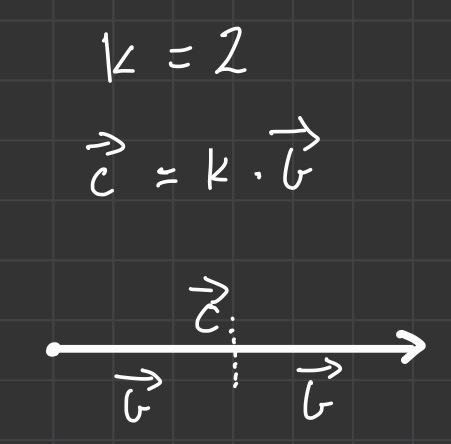 k = 2
c⃗ = k · b⃗
c⃗
b⃗ b⃗